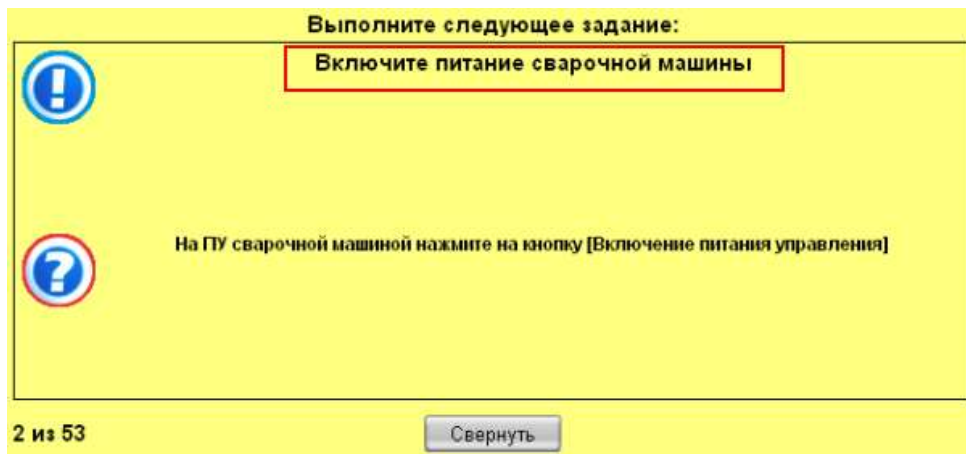 Выполните следующее задание:
Включите питание сварочной машины
На ПУ сварочной машиной нажмите на кнопку [Включение питания управления]
2 из 53
Свернуть